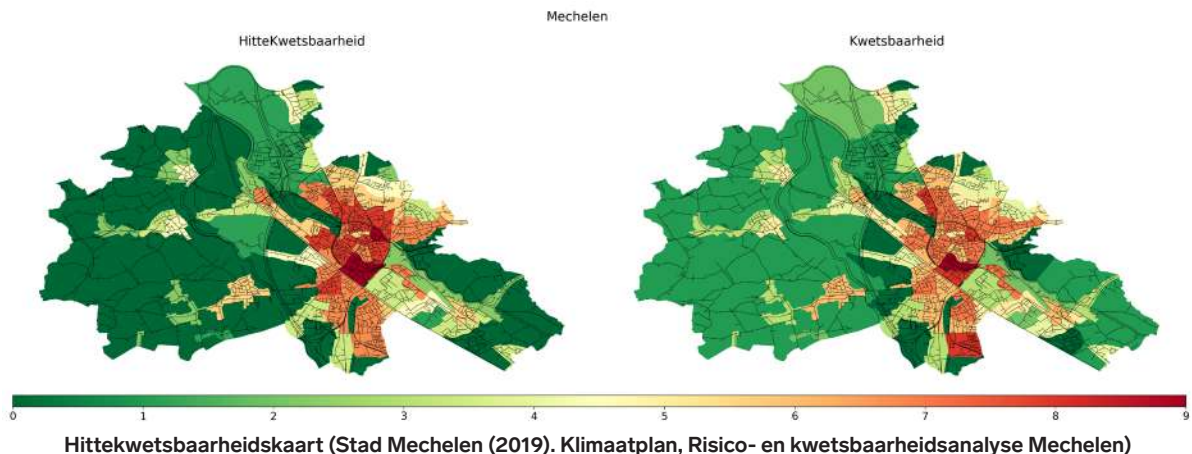 Mechelen
HitteKwetsbaarheid
Kwetsbaarheid
0 1 2 3 4 5 6 7 8 9
Hittekwetsbaarheidskaart (Stad Mechelen (2019). Klimaatplan, Risico- en kwetsbaarheidsanalyse Mechelen)